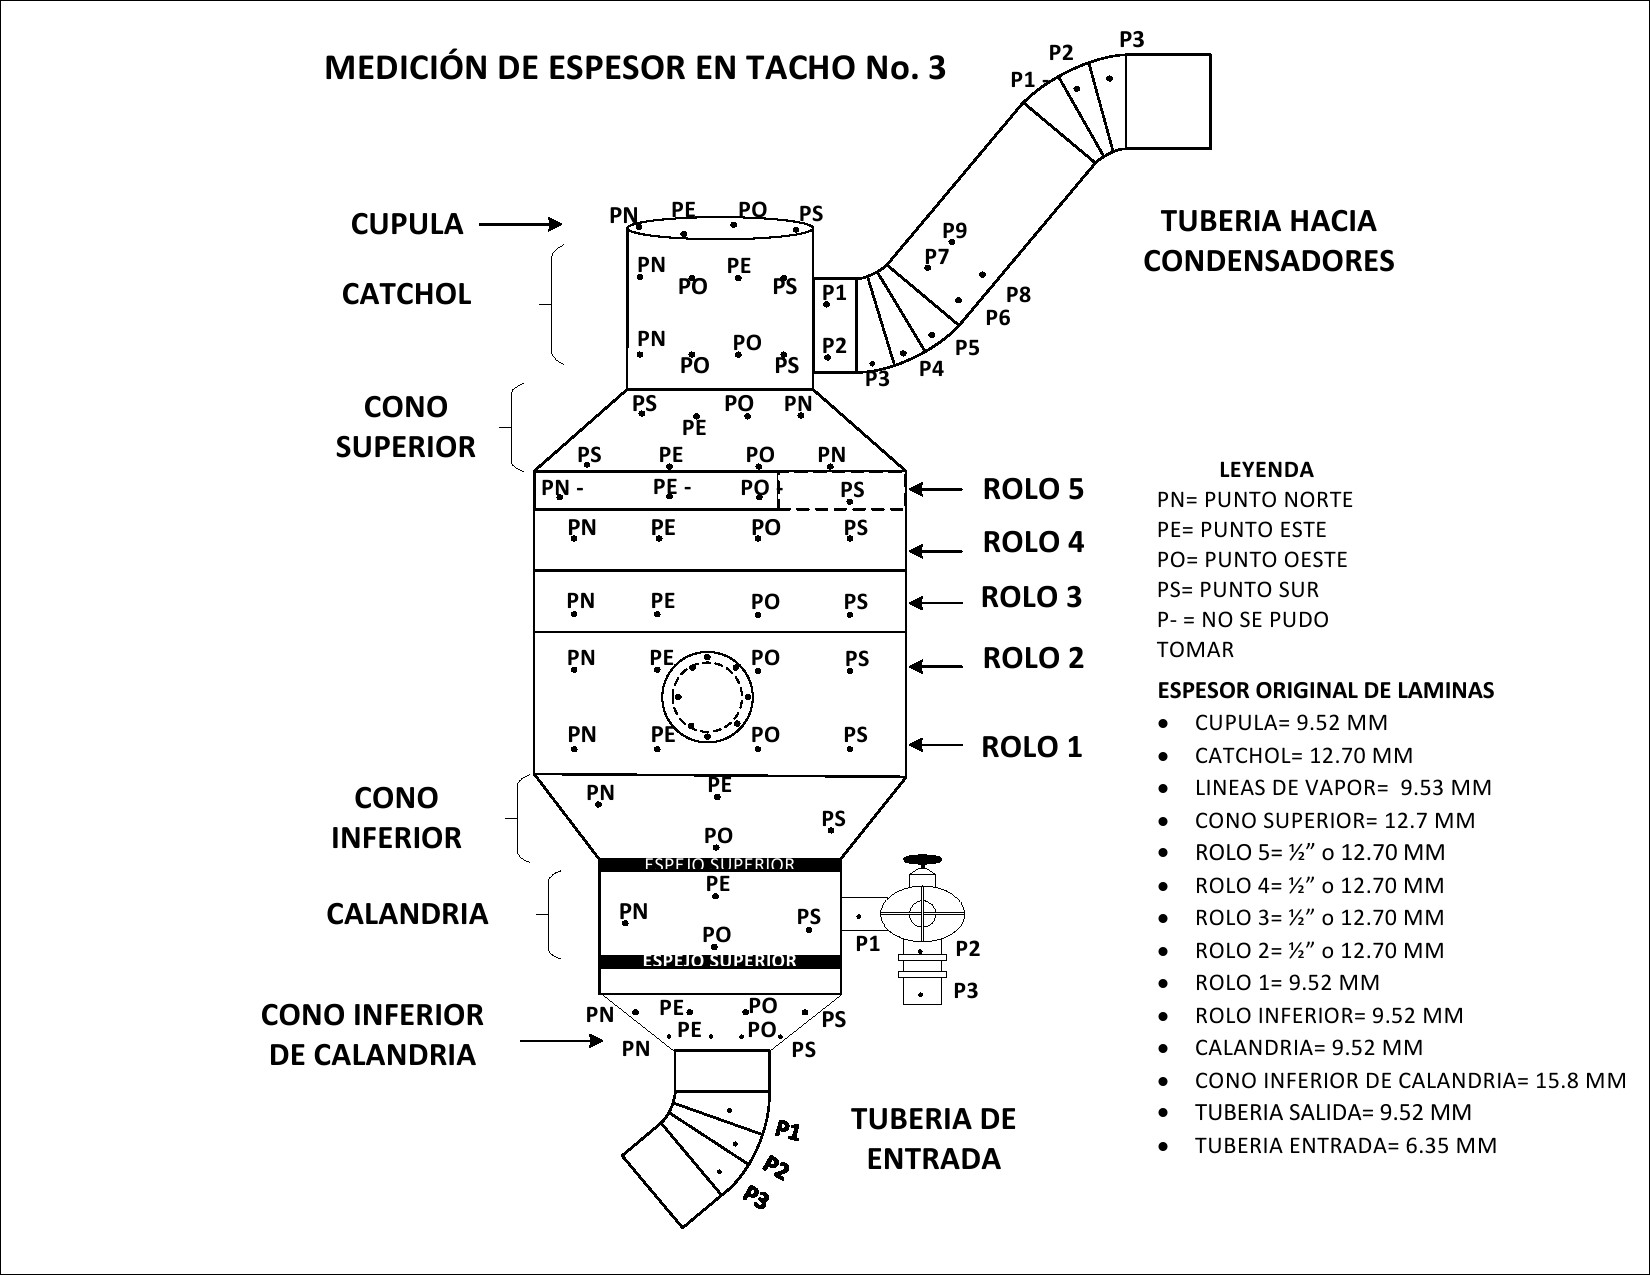 MEDICIÓN DE ESPESOR EN TACHO No. 3
P3
P2
P1 -
TUBERIA HACIA
CONDENSADORES
CUPULA
PN PE PO PS
CATCHOL
PN PE
PO PS
PN PO
PO PS
P1
P2
P9
P7
P8
P6
P5
P4
P3
CONO
SUPERIOR
PS PO PN
PE
PS PE PO PN
PN - PE - PO - PS
ROLO 5
PN PE PO PS
ROLO 4
PN PE PO PS
ROLO 3
PN PE PO PS
ROLO 2
PN PE PO PS
ROLO 1
CONO
INFERIOR
PE
PN
PS
PO
ESPEJO SUPERIOR
CALANDRIA
PE
PN PS
PO
ESPEJO SUPERIOR
P1
P2
P3
CONO INFERIOR
DE CALANDRIA
PN PE PO PS
PN PE PO PS
TUBERIA DE
ENTRADA
P1
P2
P3
LEYENDA
PN= PUNTO NORTE
PE= PUNTO ESTE
PO= PUNTO OESTE
PS= PUNTO SUR
P- = NO SE PUDO
TOMAR
ESPESOR ORIGINAL DE LAMINAS
• CUPULA= 9.52 MM
• CATCHOL= 12.70 MM
• LINEAS DE VAPOR= 9.53 MM
• CONO SUPERIOR= 12.7 MM
• ROLO 5= ½” o 12.70 MM
• ROLO 4= ½” o 12.70 MM
• ROLO 3= ½” o 12.70 MM
• ROLO 2= ½” o 12.70 MM
• ROLO 1= 9.52 MM
• ROLO INFERIOR= 9.52 MM
• CALANDRIA= 9.52 MM
• CONO INFERIOR DE CALANDRIA= 15.8 MM
• TUBERIA SALIDA= 9.52 MM
• TUBERIA ENTRADA= 6.35 MM